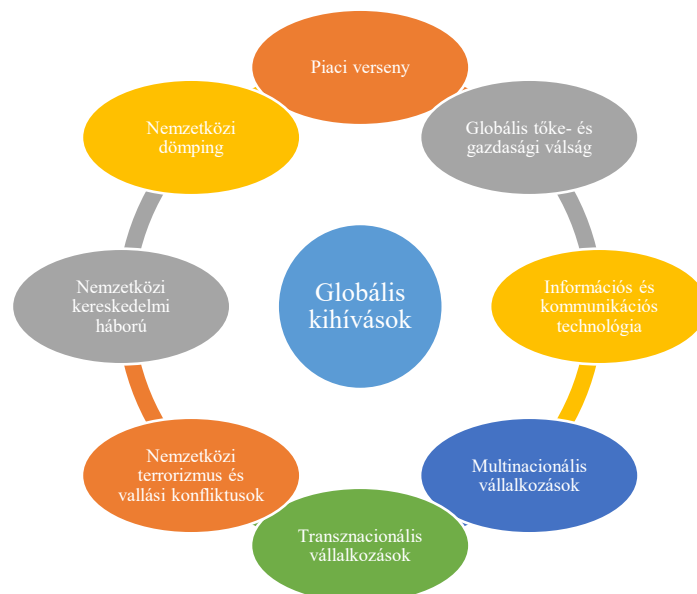 Piaci verseny
Globális tőke- és
gazdasági válság
Információs és
kommunikációs
technológia
Multinacionális
vállalkozások
Transznacionális
vállalkozások
Nemzetközi
terrorizmus és
vallási konfliktusok
Nemzetközi
kereskedelmi
háború
Nemzetközi
dömping
Globális
kihívások